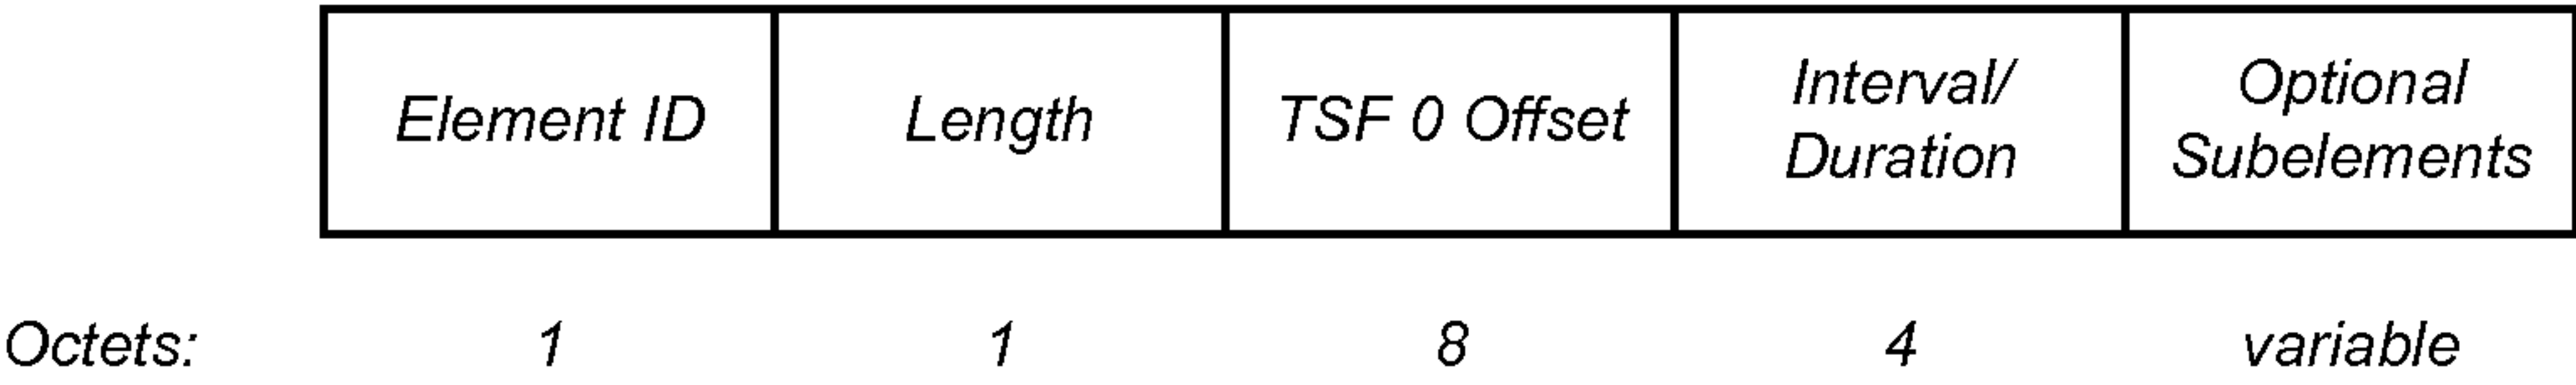 Element ID
Length
TSF 0 Offset
Interval/
Duration
Optional
Subelements
Octets: 1 1 8 4 variable